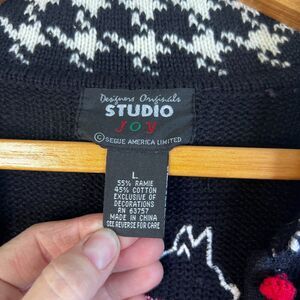 Designers Originals
STUDIO
JOY
©SEGUE AMERICA LIMITED
L
55% RAMIE
45% COTTON
EXCLUSIVE OF
DECORATIONS
RN 63757
MADE IN CHINA
SEE REVERSE FOR CARE